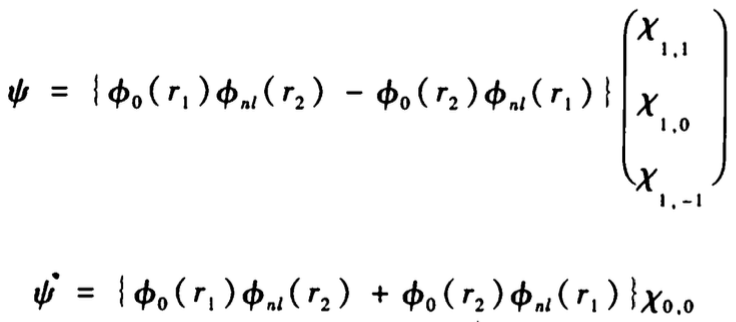 ψ = {ϕ₀(r₁)ϕₙₗ(r₂) − ϕ₀(r₂)ϕₙₗ(r₁)} (χ₁,₁
χ₁,₀
χ₁,₋₁)
ψ* = {ϕ₀(r₁)ϕₙₗ(r₂) + ϕ₀(r₂)ϕₙₗ(r₁)}χ₀,₀